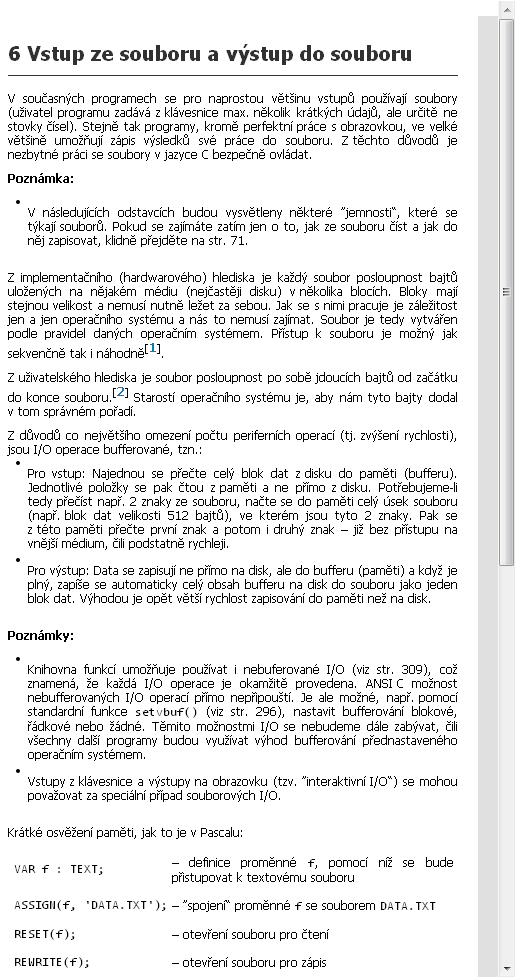 6 Vstup ze souboru a výstup do souboru
V současných programech se pro naprostou většinu vstupů používají soubory
(uživatel programu zadává z klávesnice max. několik krátkých údajů, ale určitě ne
stovky čísel). Stejně tak programy, kromě perfektní práce s obrazovkou, ve velké
většině umožňují zápis výsledků své práce do souboru. Z těchto důvodů je
nezbytné práci se soubory v jazyce C bezpečně ovládat.
Poznámka:
• V následujících odstavcích budou vysvětleny některé ”jemnosti“, které se
týkají souborů. Pokud se zajímáte zatím jen o to, jak ze souboru číst a jak do
něj zapisovat, klidně přejděte na str. 71.
Z implementačního (hardwarového) hlediska je každý soubor posloupnost bajtů
uložených na nějakém médiu (nejčastěji disku) v několika blocích. Bloky mají
stejnou velikost a nemusí nutně ležet za sebou. Jak se s nimi pracuje je záležitost
jen a jen operačního systému a nás to nemusí zajímat. Soubor je tedy vytvářen
podle pravidel daných operačním systémem. Přístup k souboru je možný jak
sekvenčně tak i náhodně[1].
Z uživatelského hlediska je soubor posloupnost po sobě jdoucích bajtů od začátku
do konce souboru.[2] Starostí operačního systému je, aby nám tyto bajty dodal
v tom správném pořadí.
Z důvodů co největšího omezení počtu periferních operací (tj. zvýšení rychlosti),
jsou I/O operace bufferované, tzn.:
• Pro vstup: Najednou se přečte celý blok dat z disku do paměti (bufferu).
Jednotlivé položky se pak čtou z paměti a ne přímo z disku. Potřebujeme-li
tedy přečíst např. 2 znaky ze souboru, načte se do paměti celý úsek souboru
(např. blok dat velikosti 512 bajtů), ve kterém jsou tyto 2 znaky. Pak se
z této paměti přečte první znak a potom i druhý znak – již bez přístupu na
vnější médium, čili podstatně rychleji.
• Pro výstup: Data se zapisují ne přímo na disk, ale do bufferu (paměti) a když je
plný, zapíše se automaticky celý obsah bufferu na disk do souboru jako jeden
blok dat. Výhodou je opět větší rychlost zapisování do paměti než na disk.
Poznámky:
• Knihovna funkcí umožňuje používat i nebuferované I/O (viz str. 309), což
znamená, že každá I/O operace je okamžitě provedena. ANSI C možnost
nebufferovaných I/O operací přímo nepřipouští. Je ale možné, např. pomocí
standardní funkce setvbuf() (viz str. 296), nastavit bufferování blokové,
řádkové nebo žádné. Těmito možnostmi I/O se nebudeme dále zabývat, čili
všechny další programy budou využívat výhod bufferování přednastaveného
operačním systémem.
• Vstupy z klávesnice a výstupy na obrazovku (tzv. ”interaktivní I/O“) se mohou
považovat za speciální případ souborových I/O.
Krátké osvěžení paměti, jak to je v Pascalu:
VAR f : TEXT; – definice proměnné f, pomocí níž se bude
přistupovat k textovému souboru
ASSIGN(f, 'DATA.TXT'); – ”spojení“ proměnné f se souborem DATA.TXT
RESET(f); – otevření souboru pro čtení
REWRITE(f); – otevření souboru pro zápis